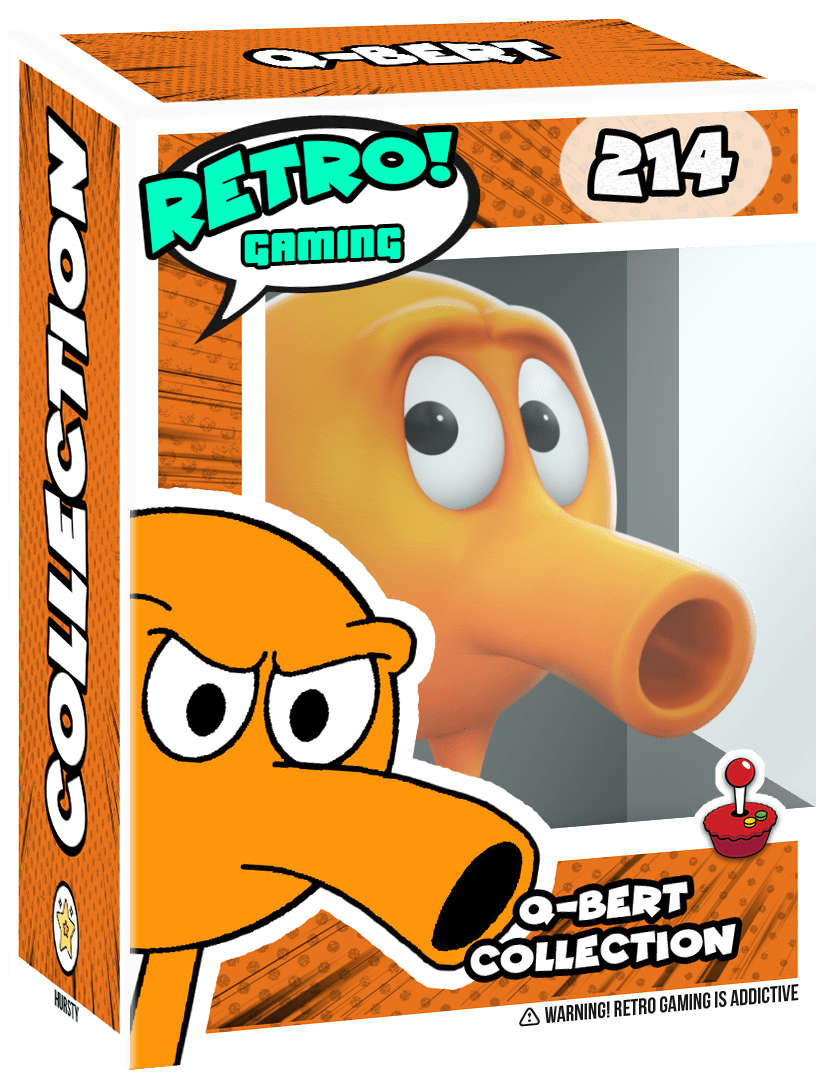 Q-BERT
RETRO!
GAMING
214
COLLECTION
Q-BERT
COLLECTION
WARNING! RETRO GAMING IS ADDICTIVE
HURSTY